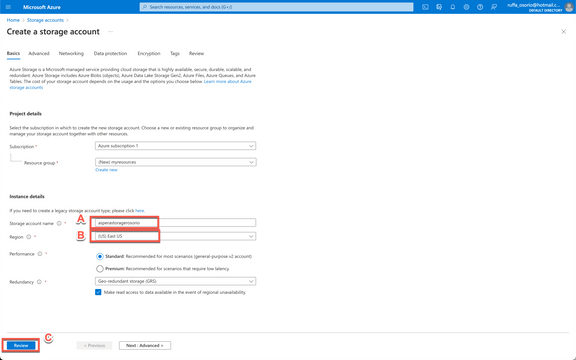 Microsoft Azure
Search resources, services, and docs (G+/)
ruffa_osorio@hotmail.c...
DEFAULT DIRECTORY
Home > Storage accounts >
Create a storage account ...
Basics Advanced Networking Data protection Encryption Tags Review
Azure Storage is a Microsoft-managed service providing cloud storage that is highly available, secure, durable, scalable, and
redundant. Azure Storage includes Azure Blobs (objects), Azure Data Lake Storage Gen2, Azure Files, Azure Queues, and Azure
Tables. The cost of your storage account depends on the usage and the options you choose below. Learn more about Azure
storage accounts
Project details
Select the subscription in which to create the new storage account. Choose a new or existing resource group to organize and
manage your storage account together with other resources.
Subscription *
Azure subscription 1
Resource group *
(New) myresources
Create new
Instance details
If you need to create a legacy storage account type, please click here.
A
Storage account name *
asperastoragerosorio
B
Region *
(US) East US
Performance *
Standard: Recommended for most scenarios (general-purpose v2 account)
Premium: Recommended for scenarios that require low latency.
Redundancy *
Geo-redundant storage (GRS)
Make read access to data available in the event of regional unavailability.
Review
C
< Previous
Next : Advanced >